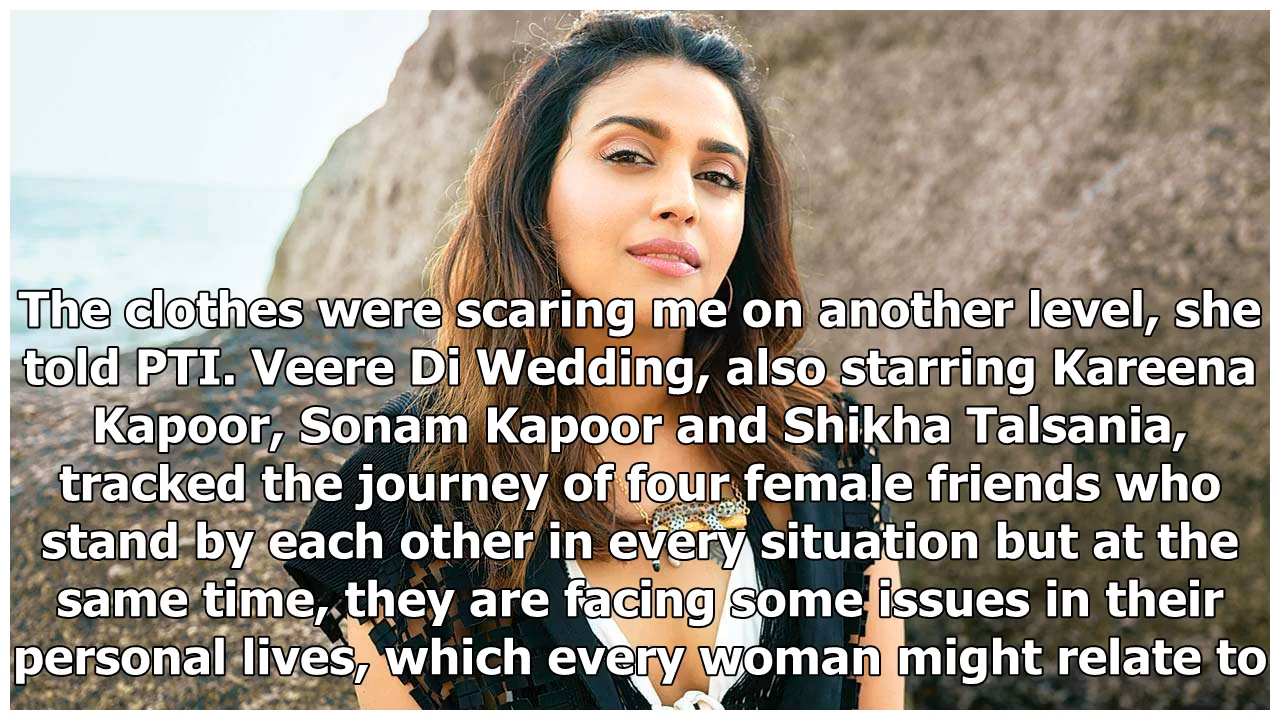 The clothes were scaring me on another level, she
told PTI. Veere Di Wedding, also starring Kareena
Kapoor, Sonam Kapoor and Shikha Talsania,
tracked the journey of four female friends who
stand by each other in every situation but at the
same time, they are facing some issues in their
personal lives, which every woman might relate to